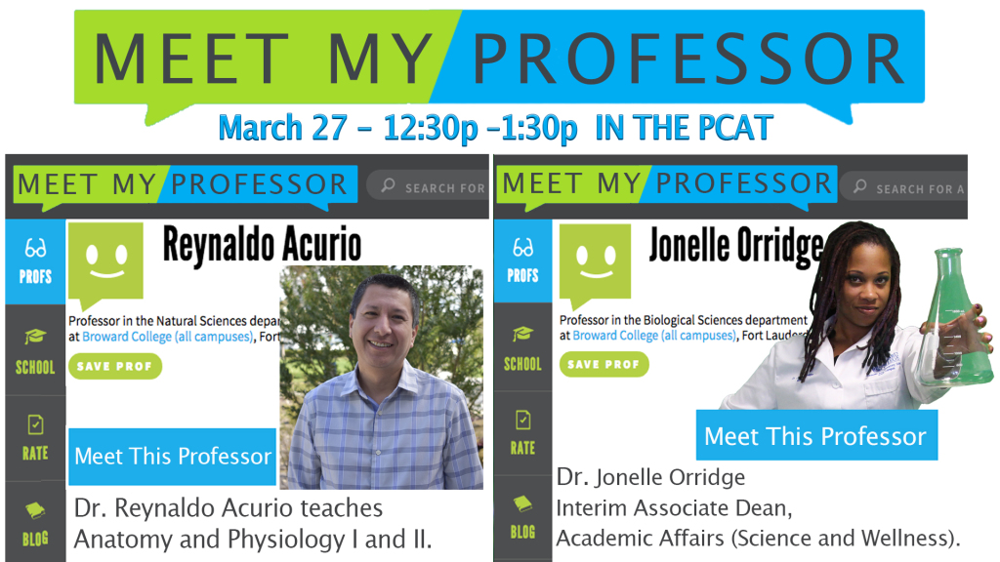 MEET MY PROFESSOR
March 27 – 12:30p –1:30p IN THE PCAT
MEET MY PROFESSOR
SEARCH FOR
PROFS
SCHOOL
RATE
BLOG
Reynaldo Acurio
Professor in the Natural Sciences depa
at Broward College (all campuses), Fort
SAVE PROF
Meet This Professor
Dr. Reynaldo Acurio teaches
Anatomy and Physiology I and II.
MEET MY PROFESSOR
SEARCH FOR A
PROFS
SCHOOL
RATE
BLOG
Jonelle Orridge
Professor in the Biological Sciences department
at Broward College (all campuses), Fort Lauder
SAVE PROF
Meet This Professor
Dr. Jonelle Orridge
Interim Associate Dean,
Academic Affairs (Science and Wellness).